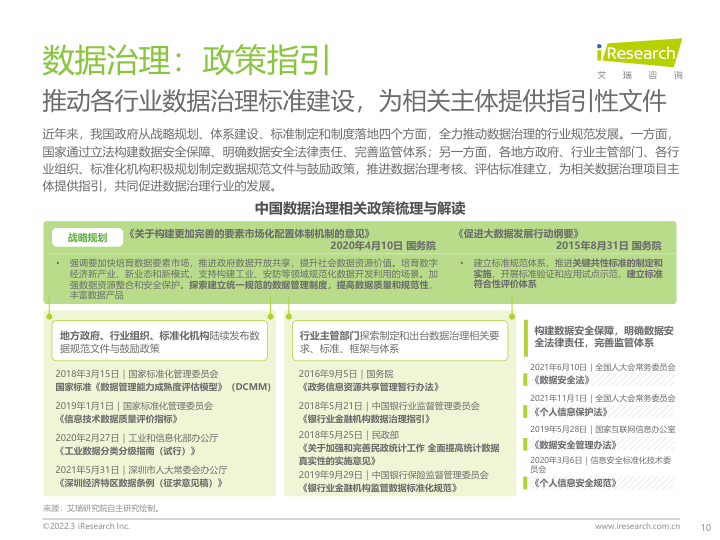 数据治理：政策指引
iResearch
艾 瑞 咨 询
推动各行业数据治理标准建设，为相关主体提供指引性文件
近年来，我国政府从战略规划、体系建设、标准制定和制度落地四个方面，全力推动数据治理的行业规范发展。一方面，
国家通过立法构建数据安全保障、明确数据安全法律责任、完善监管体系；另一方面，各地方政府、行业主管部门、各行
业组织、标准化机构积极规划制定数据规范文件与鼓励政策，推进数据治理考核、评估标准建立，为相关数据治理项目主
体提供指引，共同促进数据治理行业的发展。
中国数据治理相关政策梳理与解读
战略规划
《关于构建更加完善的要素市场化配置体制机制的意见》
2020年4月10日 国务院
• 强调要加快培育数据要素市场，推进政府数据开放共享，提升社会数据资源价值。培育数字
经济新产业、新业态和新模式，支持构建工业、安防等领域规范化数据开发利用的场景。加
强数据资源整合和安全保护。探索建立统一规范的数据管理制度，提高数据质量和规范性，
丰富数据产品
《促进大数据发展行动纲要》
2015年8月31日 国务院
• 建立标准规范体系，推进关键共性标准的制定和
实施，开展标准验证和应用试点示范，建立标准
符合性评价体系
地方政府、行业组织、标准化机构陆续发布数
据规范文件与鼓励政策
2018年3月15日｜国家标准化管理委员会
国家标准《数据管理能力成熟度评估模型》（DCMM）
2019年1月1日｜国家标准化管理委员会
《信息技术数据质量评价指标》
2020年2月27日｜工业和信息化部办公厅
《工业数据分类分级指南（试行）》
2021年5月31日｜深圳市人大常委会办公厅
《深圳经济特区数据条例（征求意见稿）》
行业主管部门探索制定和出台数据治理相关要
求、标准、框架与体系
2016年9月5日｜国务院
《政务信息资源共享管理暂行办法》
2018年5月21日｜中国银行业监督管理委员会
《银行业金融机构数据治理指引》
2018年5月25日｜民政部
《关于加强和完善民政统计工作 全面提高统计数据
真实性的实施意见》
2019年9月29日｜中国银行保险监督管理委员会
《银行业金融机构监管数据标准化规范》
构建数据安全保障，明确数据安
全法律责任，完善监管体系
2021年6月10日｜全国人大会常务委员会
《数据安全法》
2021年11月1日｜全国人大会常务委员会
《个人信息保护法》
2019年5月28日｜国家互联网信息办公室
《数据安全管理办法》
2020年3月6日｜信息安全标准化技术委
员会
《个人信息安全规范》
来源：艾瑞研究院自主研究绘制。
©2022.3 iResearch Inc.
www.iresearch.com.cn
10